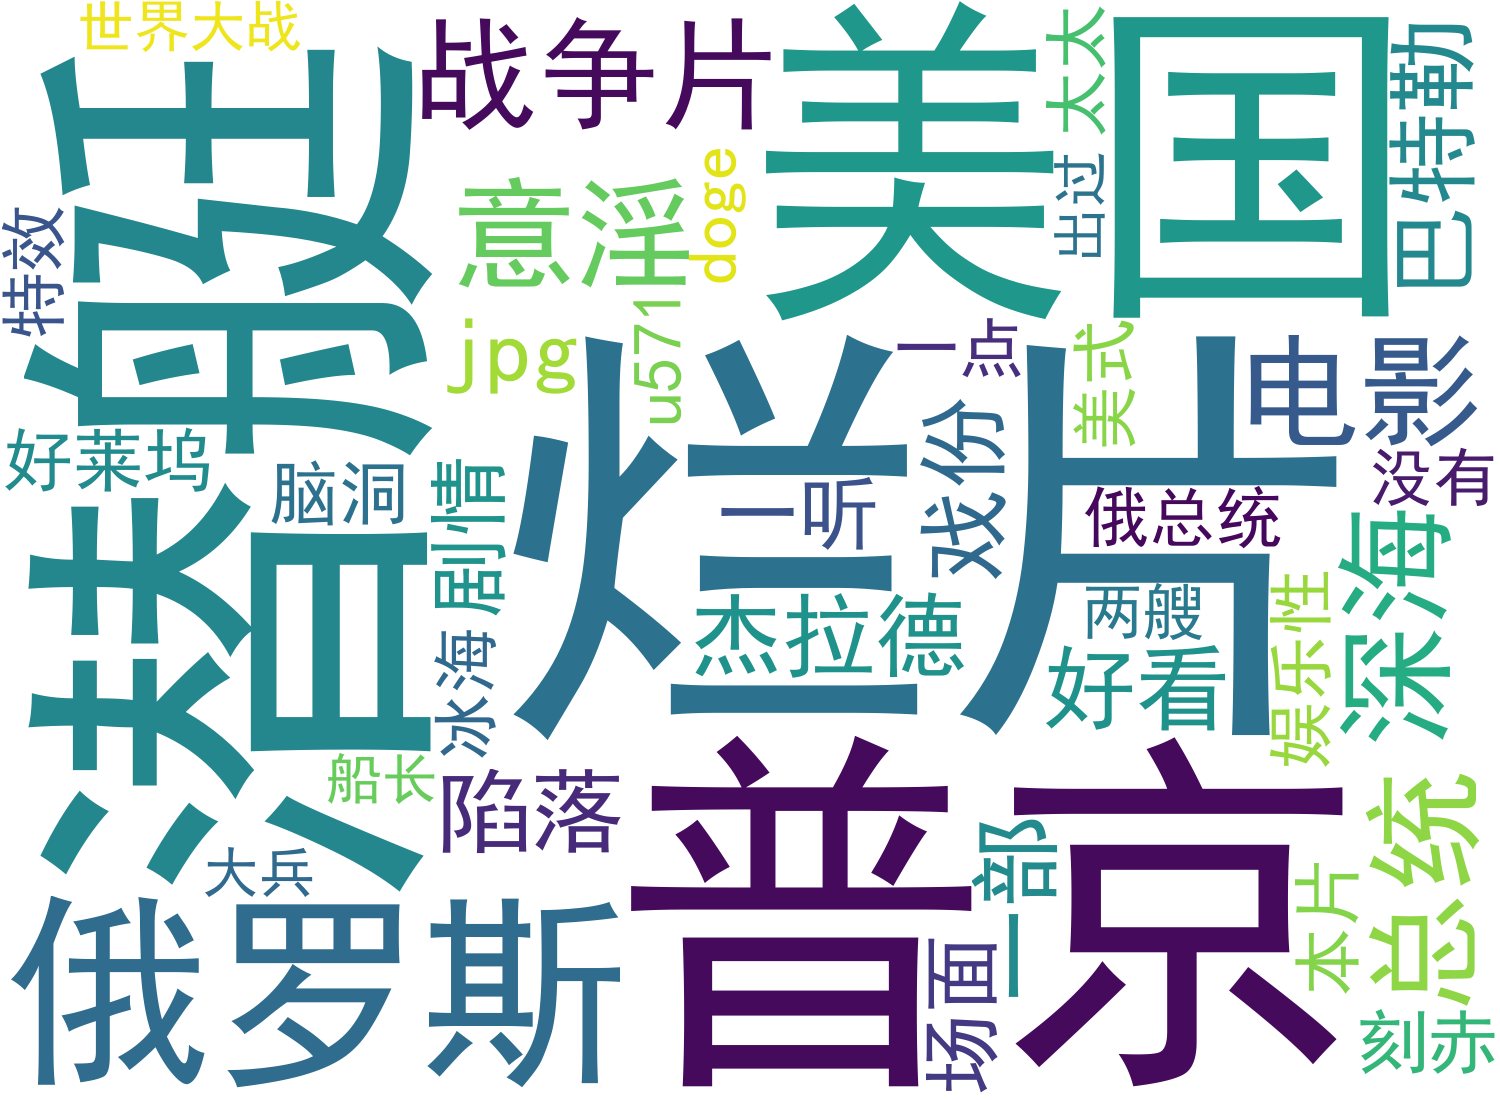 世界大战
战争片
美国
太太
巴特勒
潜艇
特效
意淫
doge
出过
jpg
u571
一点
美式
电影
烂片
好莱坞
脑洞
剧情
一听
戏份
俄总统
没有
深海
冰海
杰拉德
两艘
好看
娱乐性
船长
陷落
普京
一部
总统
大兵
俄罗斯
场面
本片
刻赤